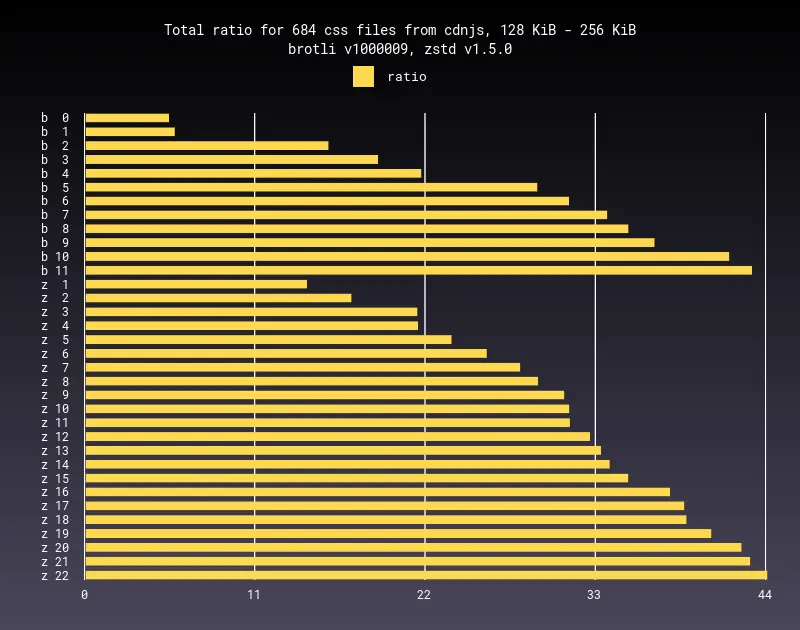 Total ratio for 684 css files from cdnjs, 128 KiB - 256 KiB
brotli v1000009, zstd v1.5.0
ratio
b 0
b 1
b 2
b 3
b 4
b 5
b 6
b 7
b 8
b 9
b 10
b 11
z 1
z 2
z 3
z 4
z 5
z 6
z 7
z 8
z 9
z 10
z 11
z 12
z 13
z 14
z 15
z 16
z 17
z 18
z 19
z 20
z 21
z 22
0 11 22 33 44